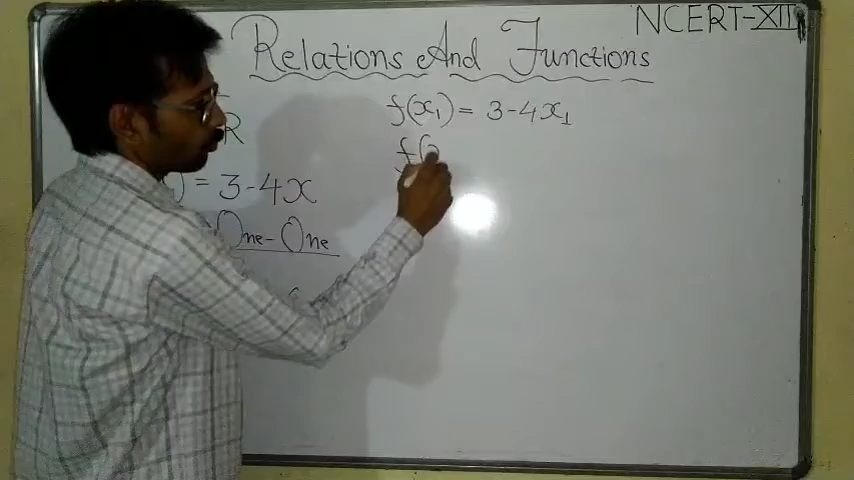 NCERT-XII
Relations And Functions
R
f(x₁) = 3-4x₁
f(
) = 3-4x
One-One